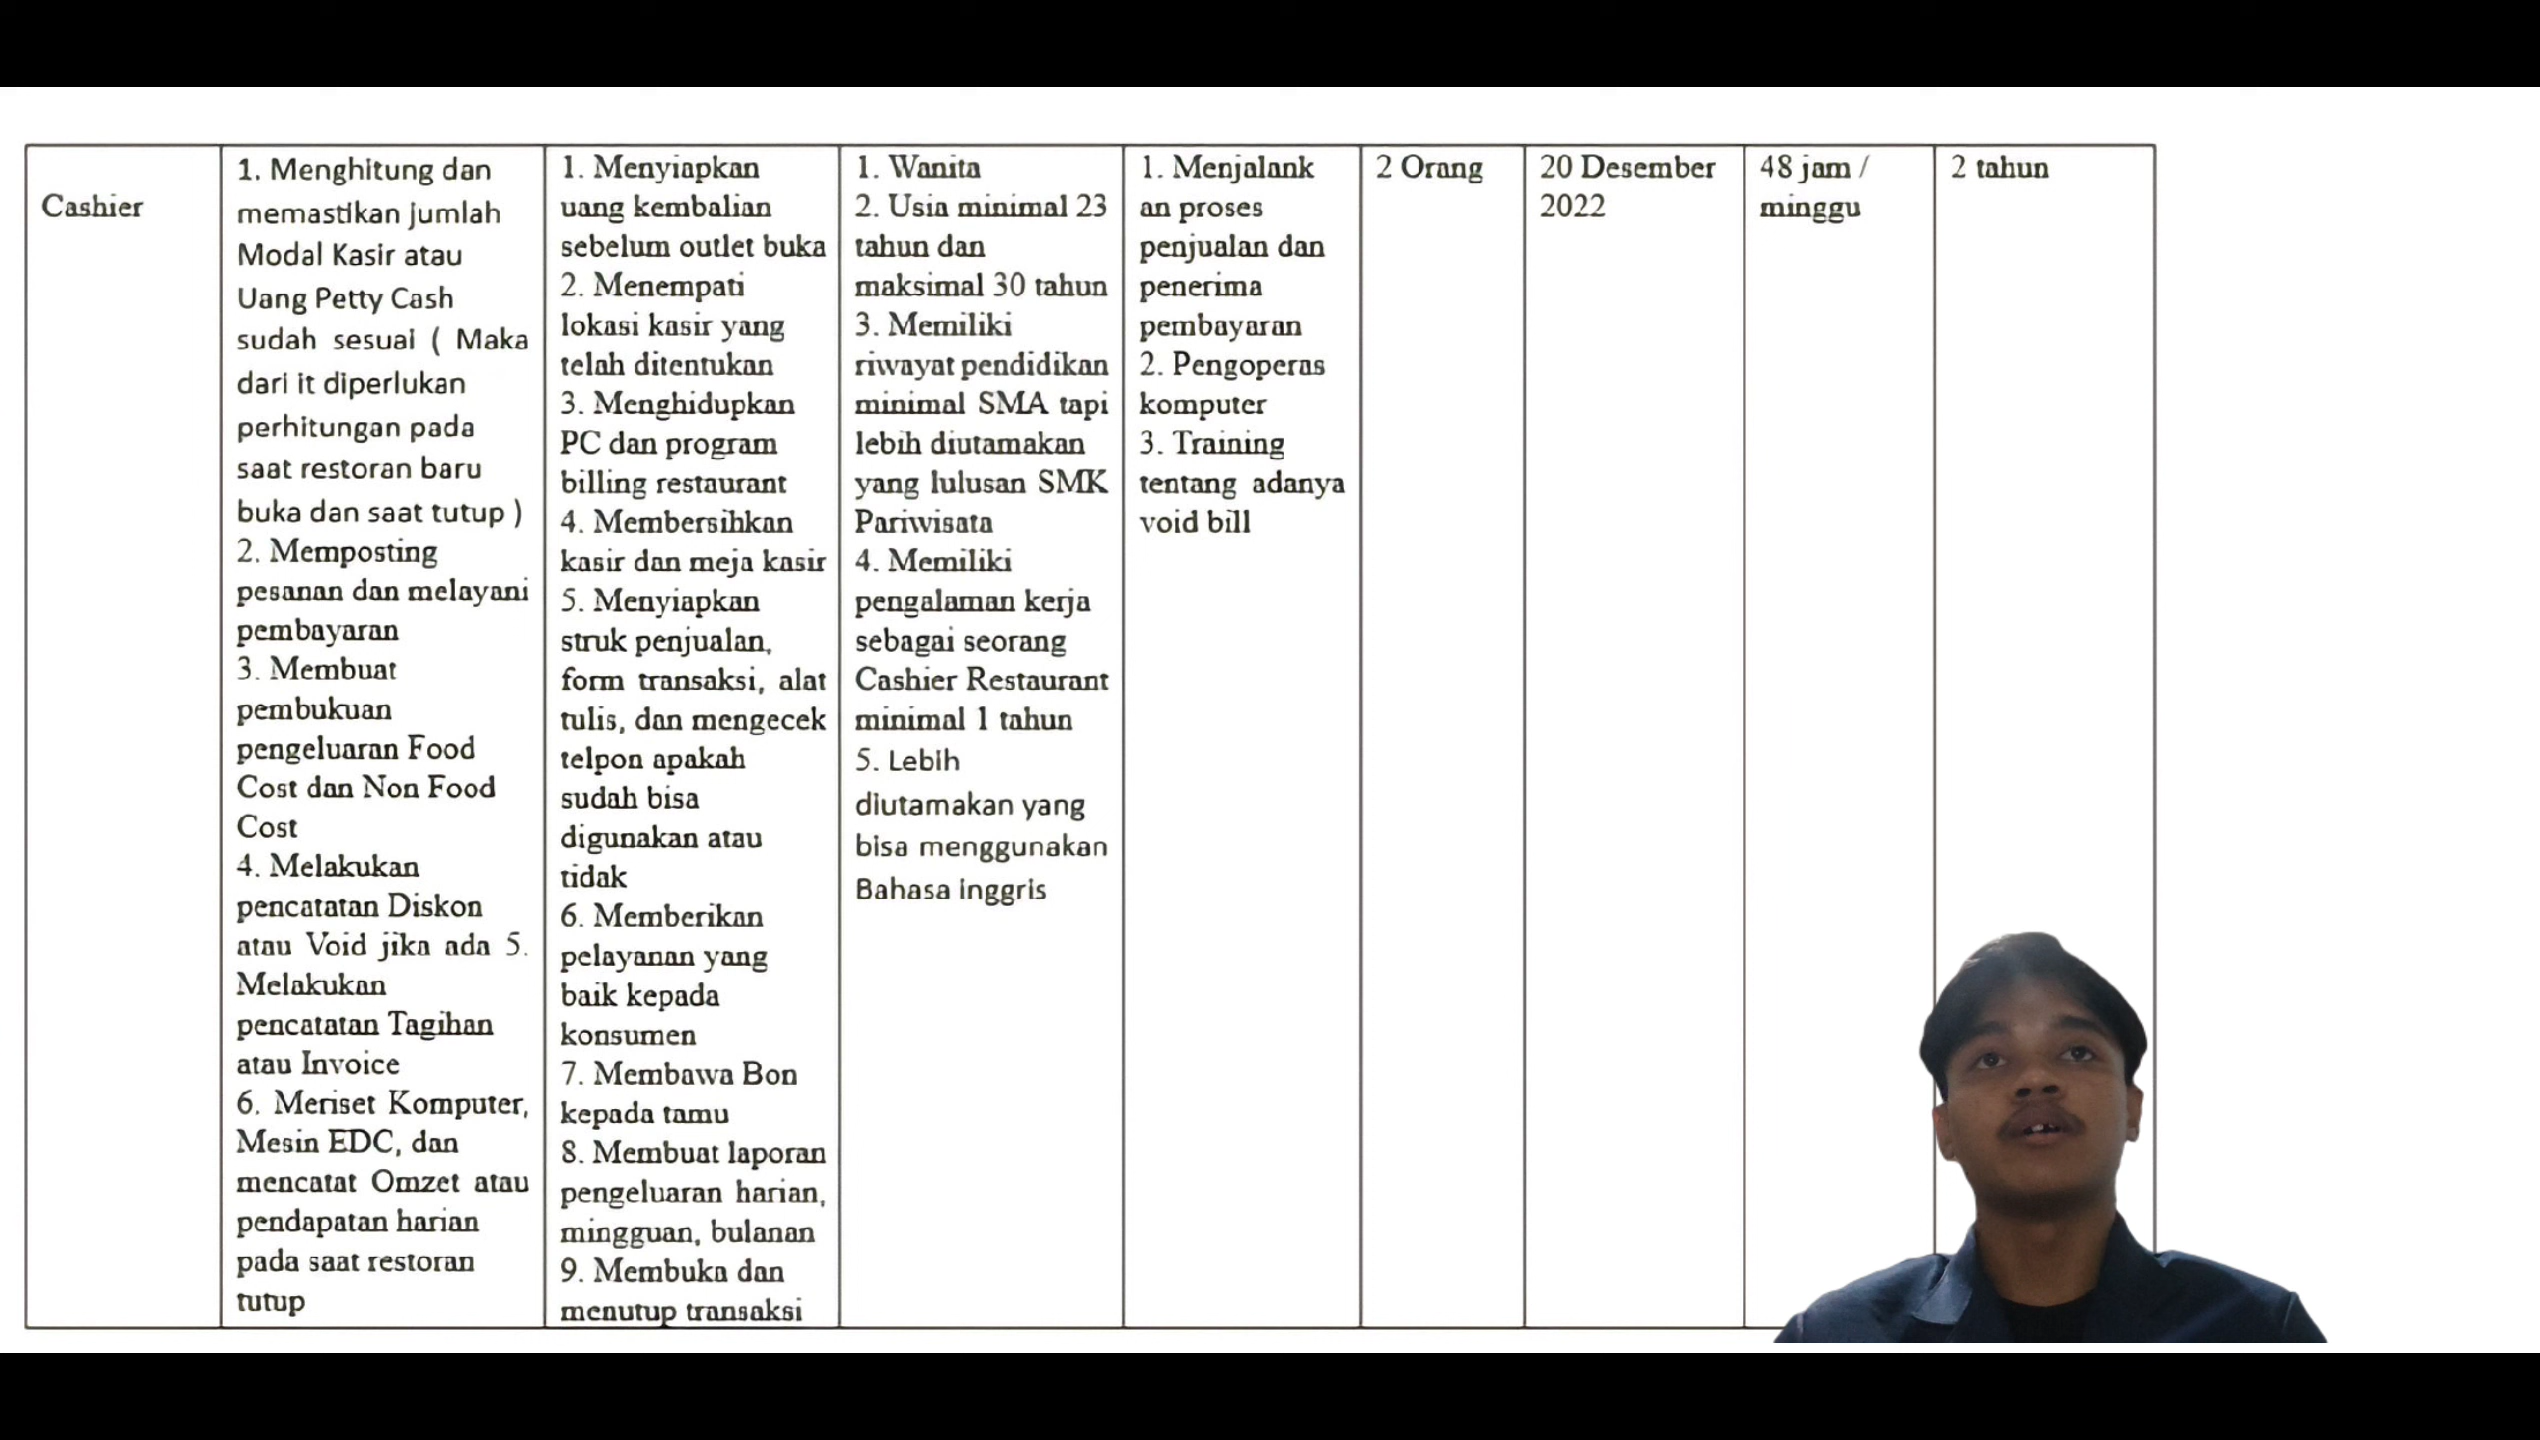 Cashier
1. Menghitung dan
memastikan jumlah
Modal Kasir atau
Uang Petty Cash
sudah sesuai ( Maka
dari it diperlukan
perhitungan pada
saat restoran baru
buka dan saat tutup )
2. Memposting
pesanan dan melayani
pembayaran
3. Membuat
pembukuan
pengeluaran Food
Cost dan Non Food
Cost
4. Melakukan
pencatatan Diskon
atau Void jika ada 5.
Melakukan
pencatatan Tagihan
atau Invoice
6. Meriset Komputer,
Mesin EDC, dan
mencatat Omzet atau
pendapatan harian
pada saat restoran
tutup
1. Menyiapkan
uang kembalian
sebelum outlet buka
2. Menempati
lokasi kasir yang
telah ditentukan
3. Menghidupkan
PC dan program
billing restaurant
4. Membersihkan
kasir dan meja kasir
5. Menyiapkan
struk penjualan,
form transaksi, alat
tulis, dan mengecek
telpon apakah
sudah bisa
digunakan atau
tidak
6. Memberikan
pelayanan yang
baik kepada
konsumen
7. Membawa Bon
kepada tamu
8. Membuat laporan
pengeluaran harian,
mingguan, bulanan
9. Membuka dan
menutup transaksi
1. Wanita
2. Usia minimal 23
tahun dan
maksimal 30 tahun
3. Memiliki
riwayat pendidikan
minimal SMA tapi
lebih diutamakan
yang lulusan SMK
Pariwisata
4. Memiliki
pengalaman kerja
sebagai seorang
Cashier Restaurant
minimal 1 tahun
5. Lebih
diutamakan yang
bisa menggunakan
Bahasa inggris
1. Menjalank
an proses
penjualan dan
penerima
pembayaran
2. Pengoperas
komputer
3. Training
tentang adanya
void bill
2 Orang
20 Desember
2022
48 jam /
minggu
2 tahun